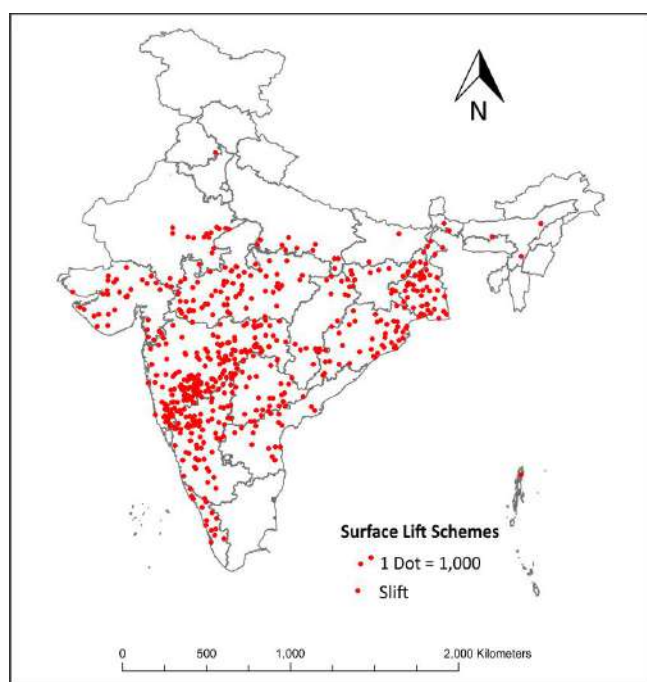 N
Surface Lift Schemes
1 Dot = 1,000
Slift
0 500 1,000 2,000 Kilometers